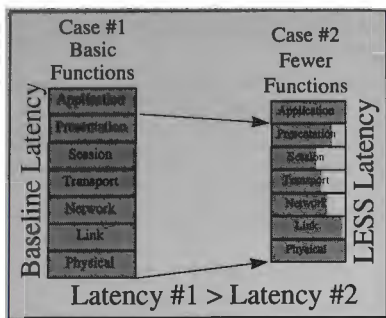 Case #1
Basic
Functions
Case #2
Fewer
Functions
Baseline Latency
Application
Presentation
Session
Transport
Network
Link
Physical
Application
Presentation
Session
Transport
Network
Link
Physical
LESS Latency
Latency #1 > Latency #2